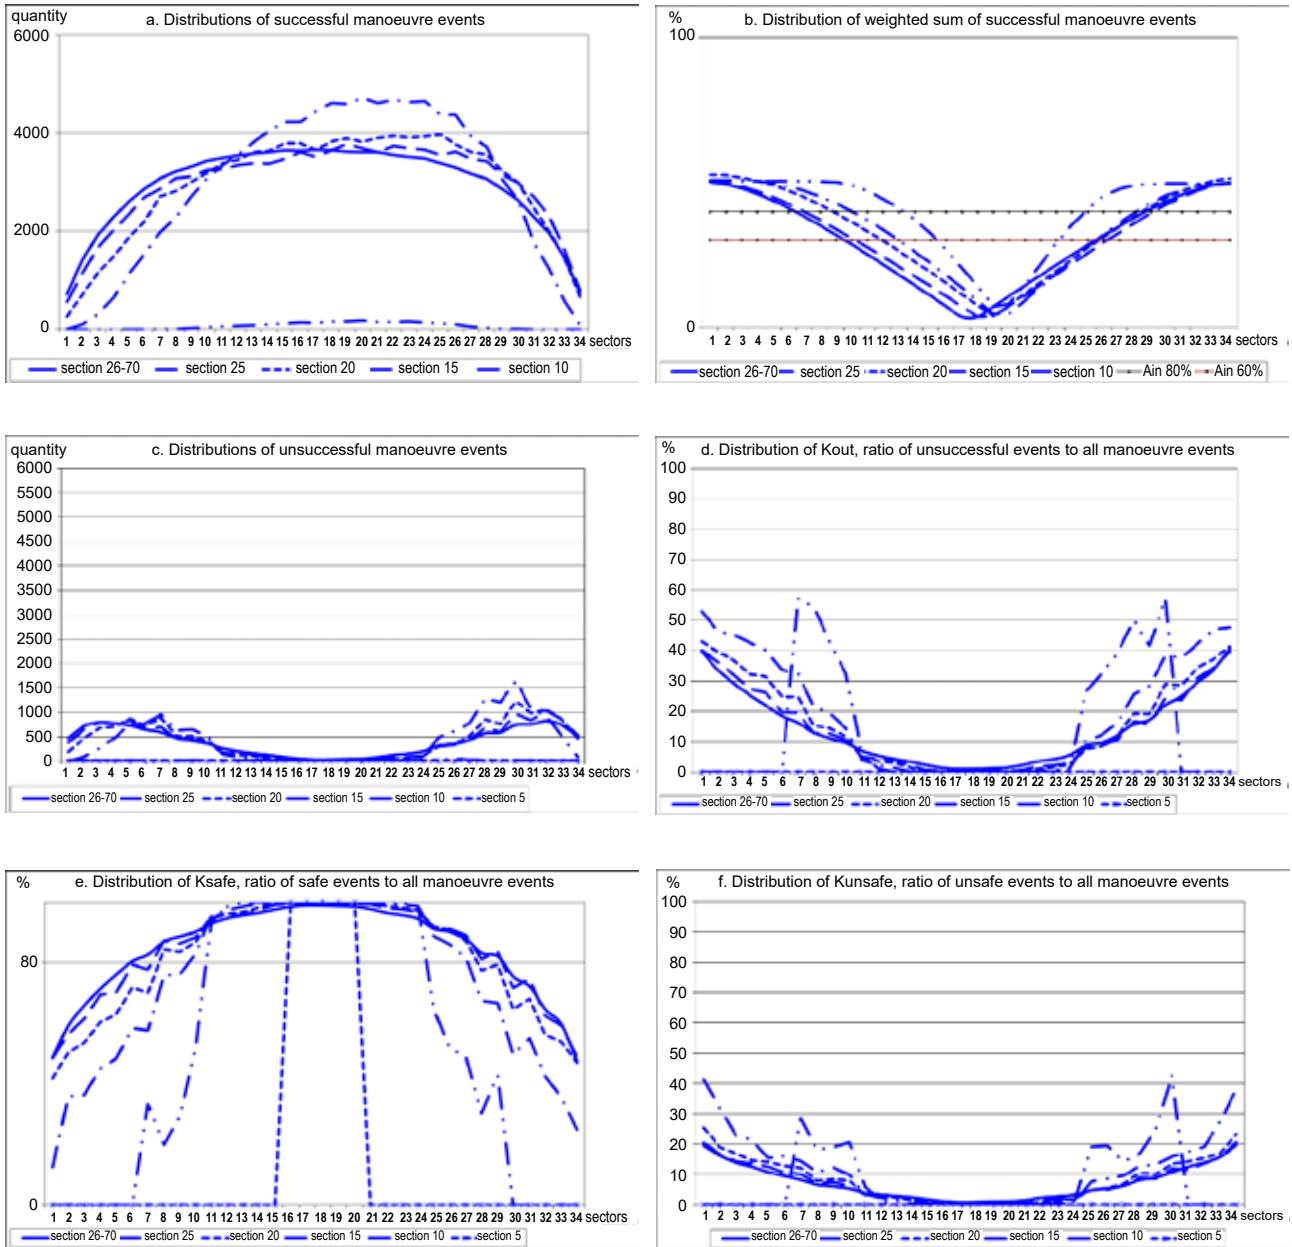 quantity
a. Distributions of successful manoeuvre events
6000
4000
2000
0
1 2 3 4 5 6 7 8 9 10 11 12 13 14 15 16 17 18 19 20 21 22 23 24 25 26 27 28 29 30 31 32 33 34 sectors
section 26-70 section 25 section 20 section 15 section 10
%
b. Distribution of weighted sum of successful manoeuvre events
100
0
1 2 3 4 5 6 7 8 9 10 11 12 13 14 15 16 17 18 19 20 21 22 23 24 25 26 27 28 29 30 31 32 33 34 sectors
section 26-70 section 25 section 20 section 15 section 10 Ain 80% Ain 60%
quantity
c. Distributions of unsuccessful manoeuvre events
6000
5500
5000
4500
4000
3500
3000
2500
2000
1500
1000
500
0
1 2 3 4 5 6 7 8 9 10 11 12 13 14 15 16 17 18 19 20 21 22 23 24 25 26 27 28 29 30 31 32 33 34 sectors
section 26-70 section 25 section 20 section 15 section 10 section 5
%
d. Distribution of Kout, ratio of unsuccessful events to all manoeuvre events
100
90
80
70
60
50
40
30
20
10
0
1 2 3 4 5 6 7 8 9 10 11 12 13 14 15 16 17 18 19 20 21 22 23 24 25 26 27 28 29 30 31 32 33 34 sectors
section 26-70 section 25 section 20 section 15 section 10 section 5
%
e. Distribution of Ksafe, ratio of safe events to all manoeuvre events
80
0
1 2 3 4 5 6 7 8 9 10 11 12 13 14 16 17 18 19 20 21 22 23 24 25 26 27 28 29 30 31 32 33 34 sectors
section 26-70 section 25 section 20 section 15 section 10 section 5
%
f. Distribution of Kunsafe, ratio of unsafe events to all manoeuvre events
100
90
80
70
60
50
40
30
20
10
0
1 2 3 4 5 6 7 8 9 10 11 12 13 14 15 16 17 18 19 20 21 22 23 24 25 26 27 28 29 30 31 32 33 34 sectors
section 26-70 section 25 section 20 section 15 section 10 section 5